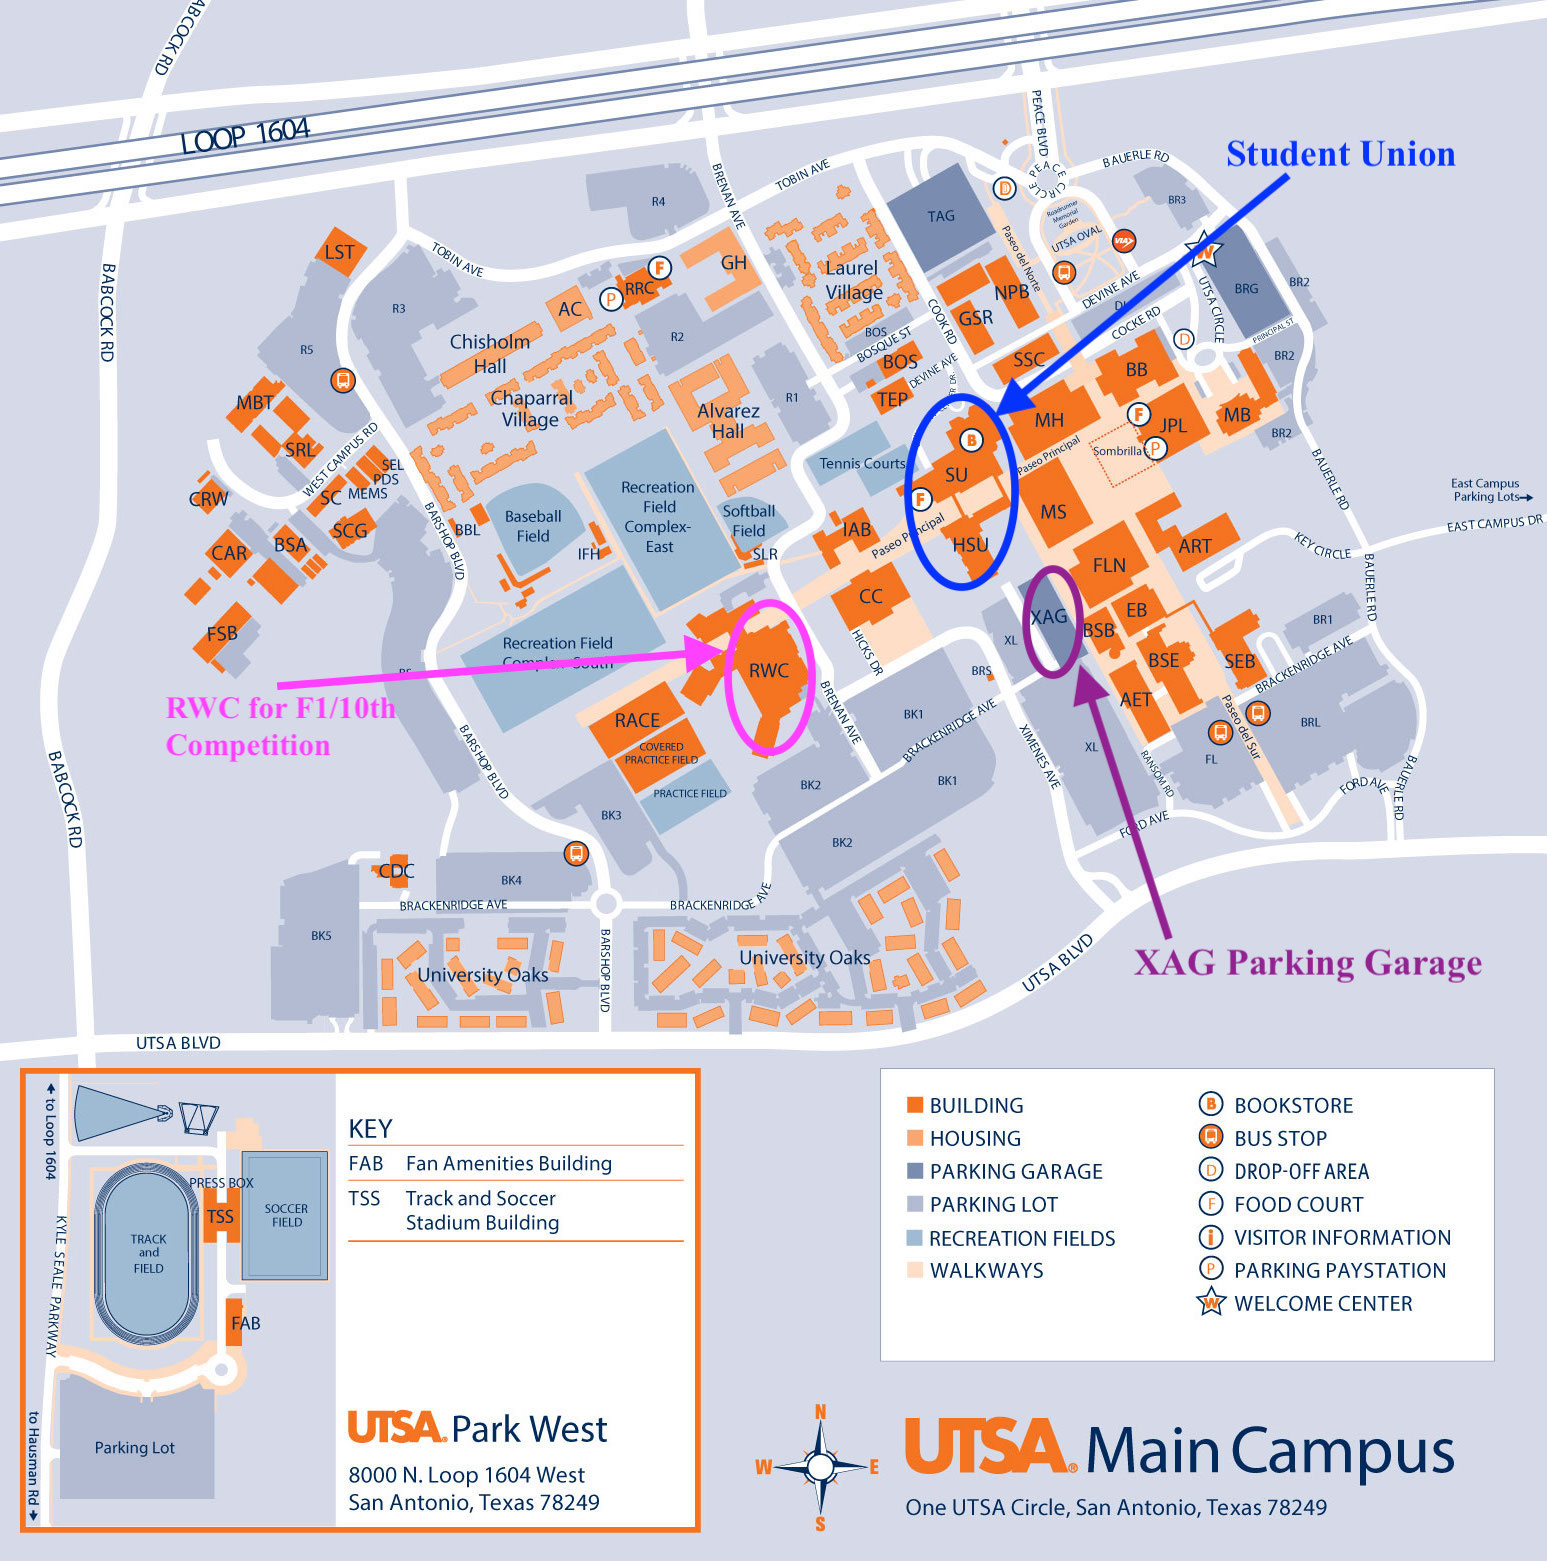 BABCOCK RD
LOOP 1604
PEACE BLVD
BAUERLE RD
Student Union
PEACE CIRCLE
D
BR3
BRENAN AVE
TOBIN AVE
R4
TAG
Roadrunner
Memorial
Garden
UTSA OVAL
VIA
Paseo del Norte
W
LST
TOBIN AVE
F
GH
Laurel
Village
NPB
DEVINE AVE
UTSA CIRCLE
BRG
BR2
BABCOCK RD
R3
P
RRC
AC
COOK RD
GSR
COCKE RD
D
PRINCIPAL ST
R5
Chisholm
Hall
R2
BOS
BOSQUE ST
BOS
DEVINE AVE
SSC
BB
BR2
MBT
Chaparral
Village
Alvarez
Hall
R1
TEP
MH
F
JPL
MB
BR2
SRL
WEST CAMPUS RD
SEL
PDS
MEMS
SC
CRW
SCG
Tennis Courts
B
SU
F
Paseo Principal
Sombrilla
P
BAUERLE RD
East Campus
Parking Lots
EAST CAMPUS DR
BARSHOP BLVD
BBL
Baseball
Field
IFH
Recreation
Field
Complex-
East
Softball
Field
SLR
IAB
Paseo Principal
HSU
MS
ART
KEY CIRCLE
CAR
BSA
FLN
BAUERLE RD
FSB
CC
HICKS DR
XAG
XL
BSB
EB
BR1
Recreation Field
Complex-South
RWC
BRS
BSE
SEB
BRACKENRIDGE AVE
RWC for F1/10th
Competition
RACE
COVERED
PRACTICE FIELD
BRENAN AVE
BK1
BRACKENRIDGE AVE
AET
Paseo del Sur
BRL
BARSHOP BLVD
PRACTICE FIELD
BK2
BK1
XIMENES AVE
XL
RANSOM RD
FL
FORD AVE
BAUERLE RD
BABCOCK RD
BK3
BK2
FORD AVE
CDC
BK4
BRACKENRIDGE AVE
BRACKENRIDGE AVE
BK5
BARSHOP BLVD
University Oaks
University Oaks
UTSA BLVD
XAG Parking Garage
UTSA BLVD
to Loop 1604
KYLE SEALE PARKWAY
to Hausman Rd
PRESS BOX
TSS
SOCCER
FIELD
TRACK
and
FIELD
FAB
Parking Lot
KEY
FAB Fan Amenities Building
TSS Track and Soccer
Stadium Building
UTSA® Park West
8000 N. Loop 1604 West
San Antonio, Texas 78249
BUILDING
HOUSING
PARKING GARAGE
PARKING LOT
RECREATION FIELDS
WALKWAYS
B BOOKSTORE
BUS STOP
D DROP-OFF AREA
F FOOD COURT
i VISITOR INFORMATION
P PARKING PAYSTATION
W WELCOME CENTER
N
W E
S
UTSA® Main Campus
One UTSA Circle, San Antonio, Texas 78249